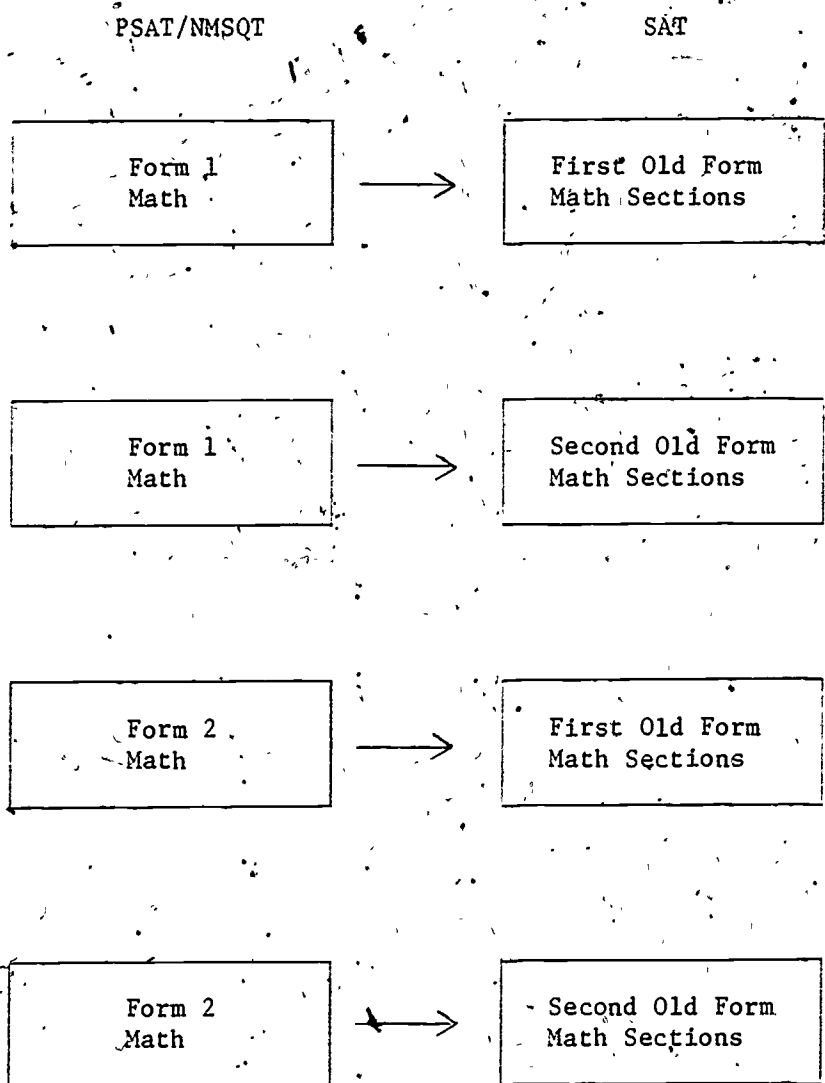 PSAT/NMSQT SAT
Form 1 First Old Form
Math Math Sections
Form 1 Second Old Form
Math Math Sections
Form 2 First Old Form
Math Math Sections
Form 2 Second Old Form
Math Math Sections